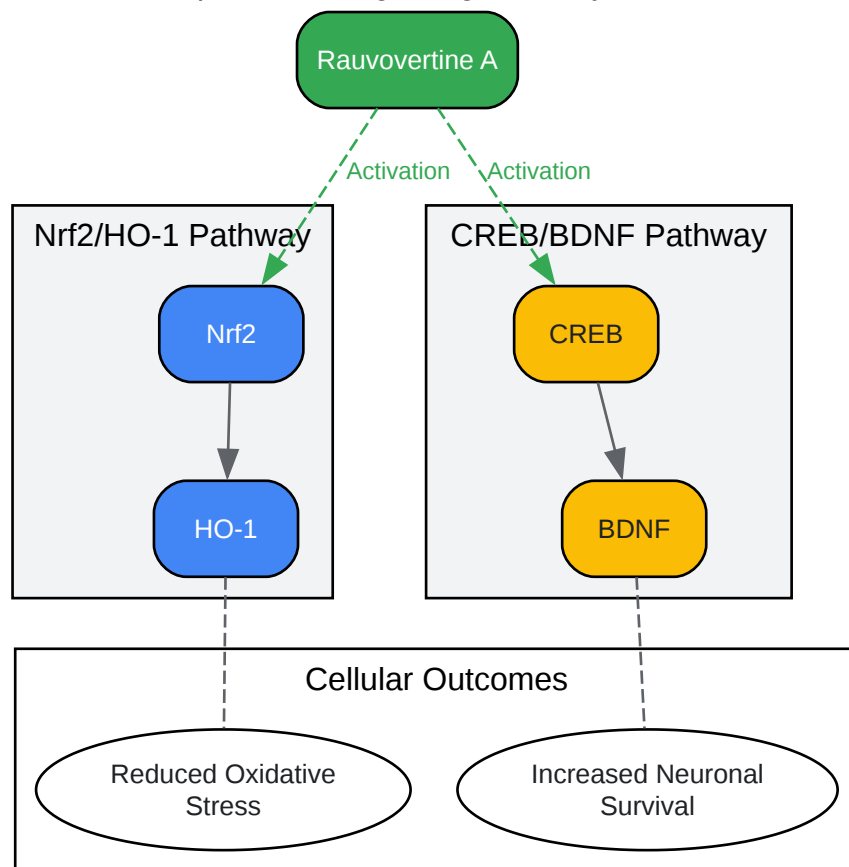 Rauvovertine A
Activation
Activation
Nrf2/HO-1 Pathway
CREB/BDNF Pathway
Nrf2
CREB
HO-1
BDNF
Cellular Outcomes
Reduced Oxidative
Stress
Increased Neuronal
Survival